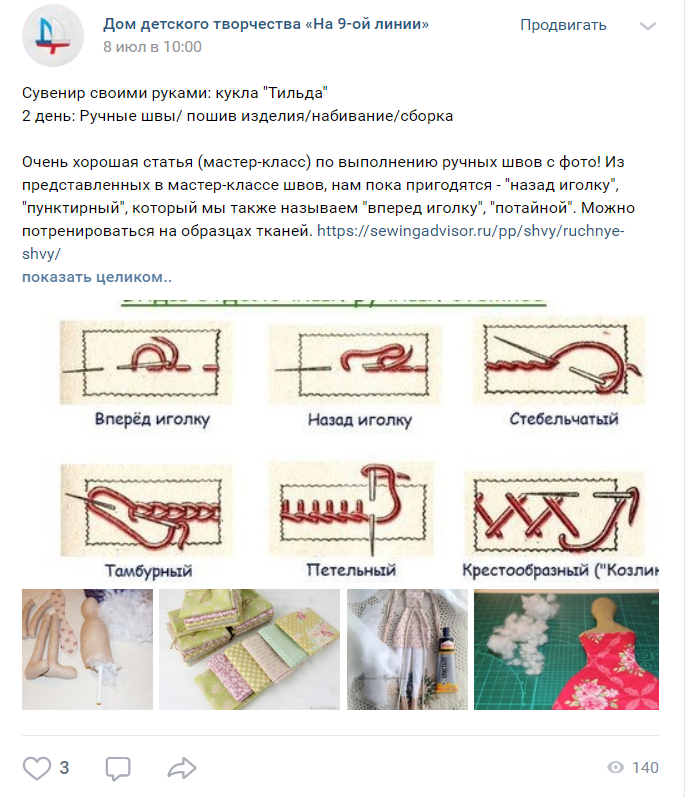 Дом детского творчества «На 9-ой линии»
Продвигать
8 июл в 10:00
Сувенир своими руками: кукла "Тильда"
2 день: Ручные швы/ пошив изделия/набивание/сборка
Очень хорошая статья (мастер-класс) по выполнению ручных швов с фото! Из
представленных в мастер-классе швов, нам пока пригодятся - "назад иголку",
"пунктирный", который мы также называем "вперед иголку", "потайной". Можно
потренироваться на образцах тканей. https://sewingadvisor.ru/pp/shvy/ruchnye-
shvy/
показать целиком..
Вперёд иголку
Назад иголку
Стебельчатый
Тамбурный
Петельный
Крестообразный ("Козлик
3
140